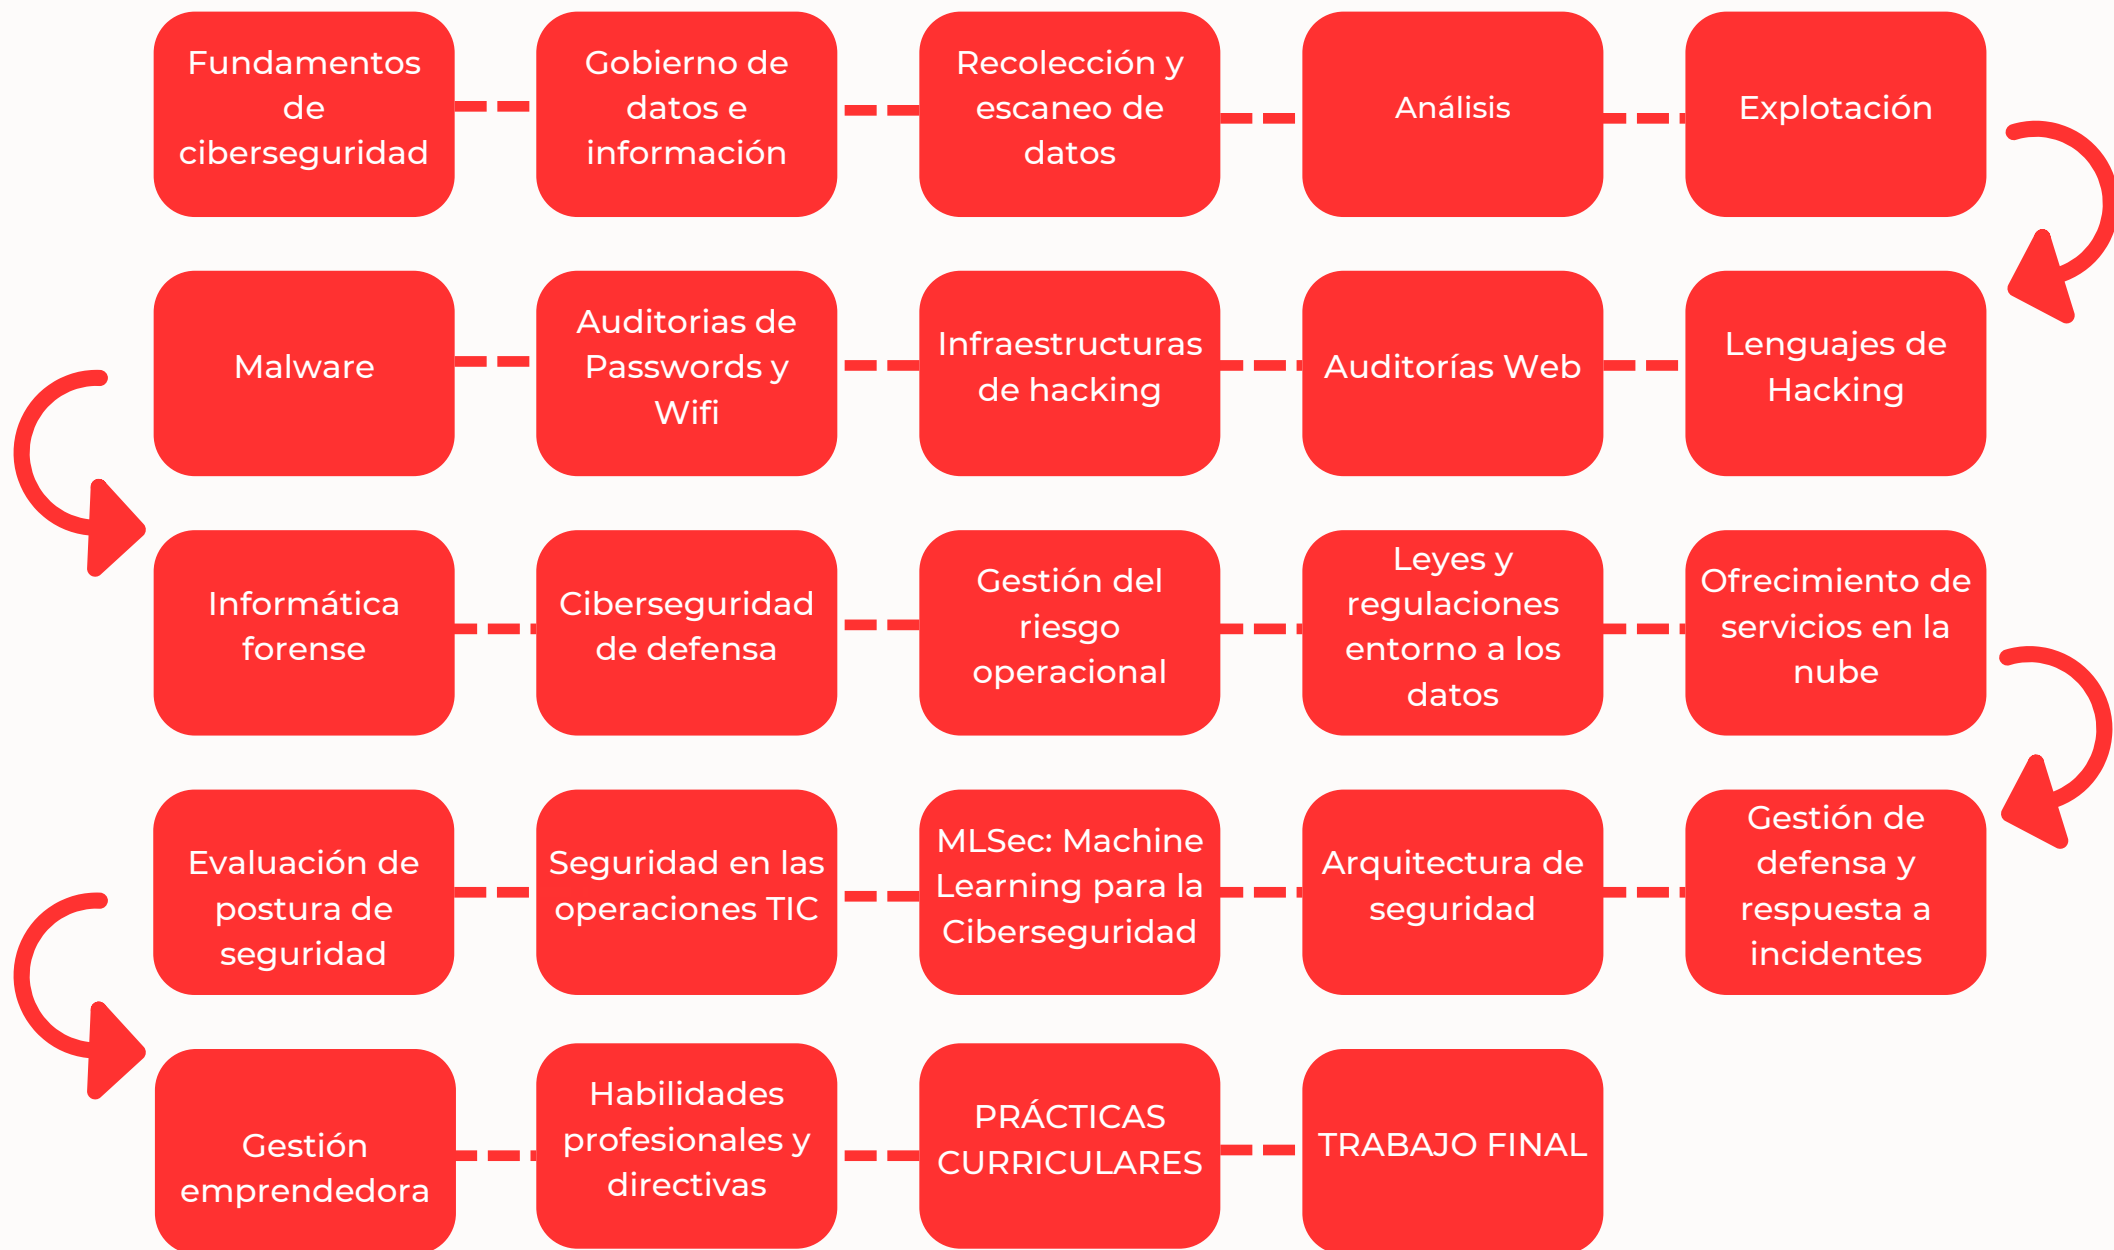 Fundamentos
de
ciberseguridad
Gobierno de
datos e
información
Recolección y
escaneo de
datos
Análisis
Explotación
Malware
Auditorias de
Passwords y
Wifi
Infraestructuras
de hacking
Auditorías Web
Lenguajes de
Hacking
Informática
forense
Ciberseguridad
de defensa
Gestión del
riesgo
operacional
Leyes y
regulaciones
entorno a los
datos
Ofrecimiento de
servicios en la
nube
Evaluación de
postura de
seguridad
Seguridad en las
operaciones TIC
MLSec: Machine
Learning para la
Ciberseguridad
Arquitectura de
seguridad
Gestión de
defensa y
respuesta a
incidentes
Gestión
emprendedora
Habilidades
profesionales y
directivas
PRÁCTICAS
CURRICULARES
TRABAJO FINAL